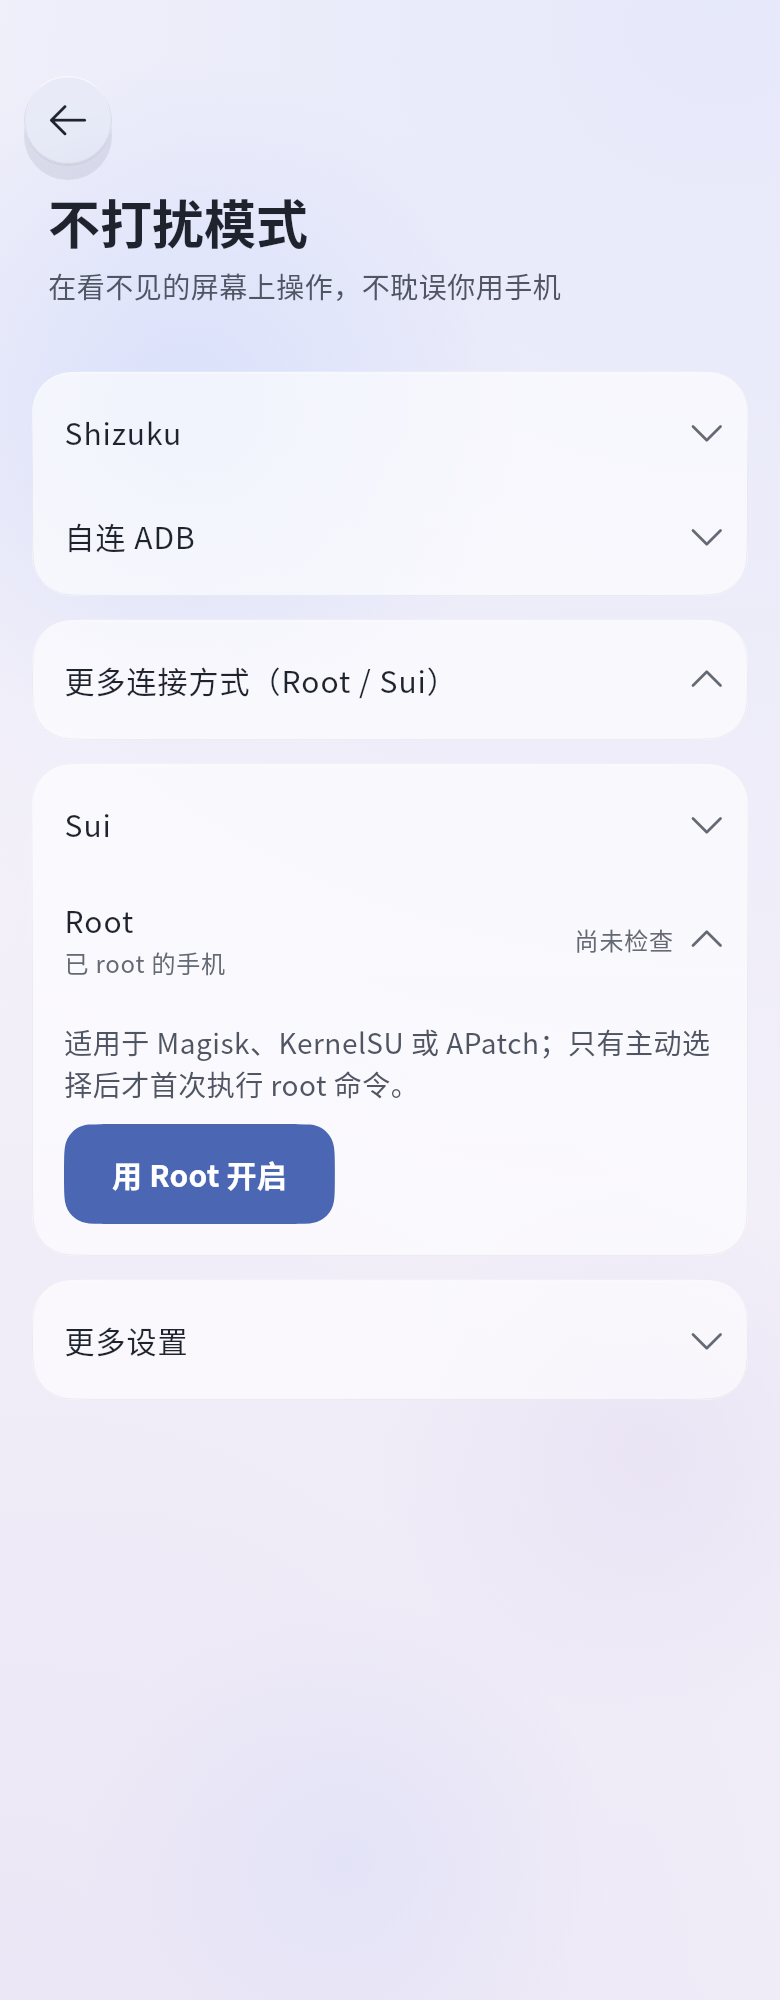 不打扰模式
在看不见的屏幕上操作，不耽误你用手机
Shizuku
自连 ADB
更多连接方式（Root / Sui）
Sui
Root
已 root 的手机
尚未检查
适用于 Magisk、KernelSU 或 APatch；只有主动选
择后才首次执行 root 命令。
用 Root 开启
更多设置